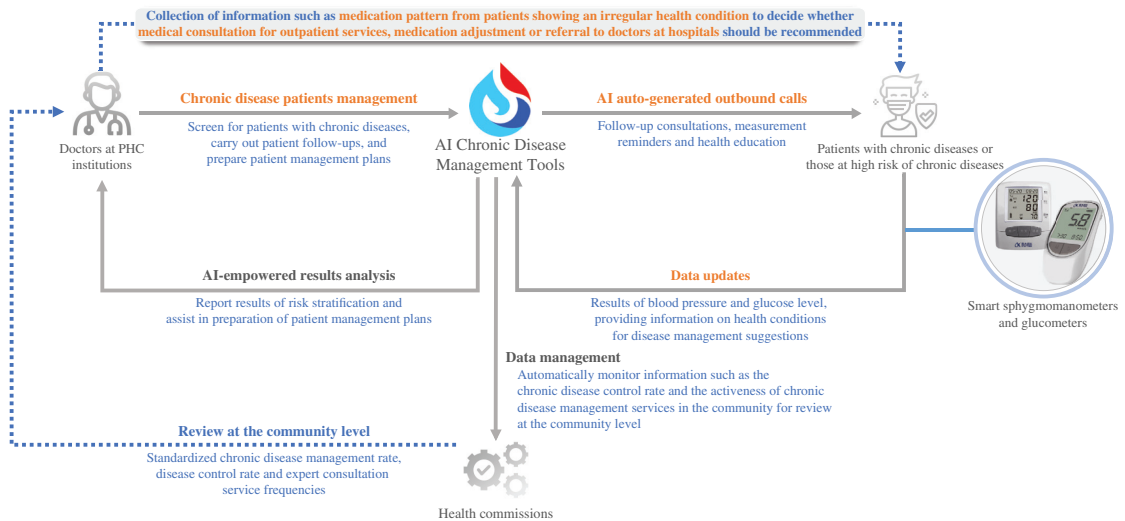 Collection of information such as medication pattern from patients showing an irregular health condition to decide whether
medical consultation for outpatient services, medication adjustment or referral to doctors at hospitals should be recommended
Chronic disease patients management
Screen for patients with chronic diseases,
carry out patient follow-ups, and
prepare patient management plans
Doctors at PHC
institutions
AI Chronic Disease
Management Tools
AI auto-generated outbound calls
Follow-up consultations, measurement
reminders and health education
Patients with chronic diseases or
those at high risk of chronic diseases
120
80
70
5.8
AI-empowered results analysis
Report results of risk stratification and
assist in preparation of patient management plans
Data updates
Results of blood pressure and glucose level,
providing information on health conditions
for disease management suggestions
Smart sphygmomanometers
and glucometers
Data management
Automatically monitor information such as the
chronic disease control rate and the activeness of chronic
disease management services in the community for review
at the community level
Review at the community level
Standardized chronic disease management rate,
disease control rate and expert consultation
service frequencies
Health commissions